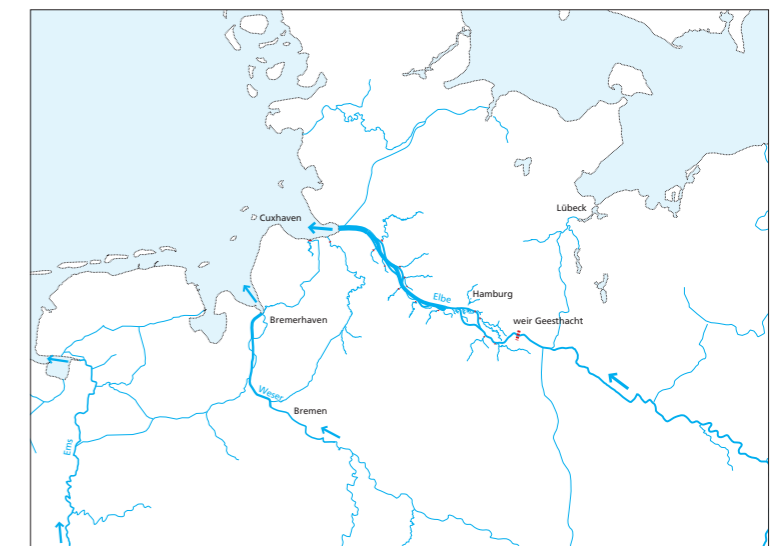 Lübeck
Cuxhaven
Elbe
Hamburg
Bremerhaven
weir Geesthacht
Weser
Bremen
Ems